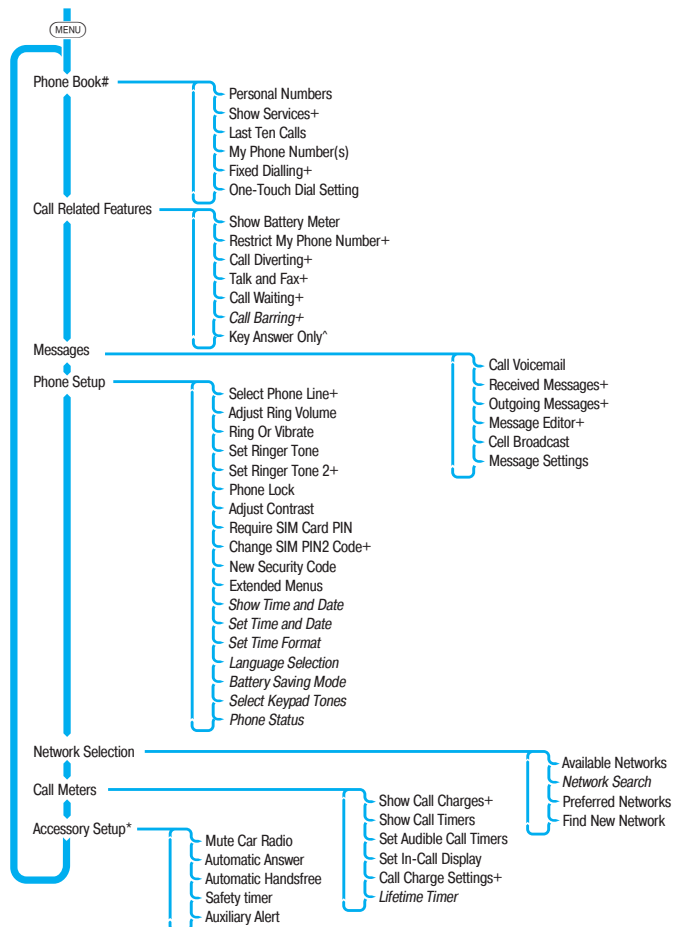 MENU
Phone Book#
Personal Numbers
Show Services+
Last Ten Calls
My Phone Number(s)
Fixed Dialling+
One-Touch Dial Setting
Call Related Features
Show Battery Meter
Restrict My Phone Number+
Call Diverting+
Talk and Fax+
Call Waiting+
Call Barring+
Key Answer Only^
Messages
Call Voicemail
Received Messages+
Outgoing Messages+
Message Editor+
Cell Broadcast
Message Settings
Phone Setup
Select Phone Line+
Adjust Ring Volume
Ring Or Vibrate
Set Ringer Tone
Set Ringer Tone 2+
Phone Lock
Adjust Contrast
Require SIM Card PIN
Change SIM PIN2 Code+
New Security Code
Extended Menus
Show Time and Date
Set Time and Date
Set Time Format
Language Selection
Battery Saving Mode
Select Keypad Tones
Phone Status
Network Selection
Available Networks
Network Search
Preferred Networks
Find New Network
Call Meters
Show Call Charges+
Show Call Timers
Set Audible Call Timers
Set In-Call Display
Call Charge Settings+
Lifetime Timer
Accessory Setup*
Mute Car Radio
Automatic Answer
Automatic Handsfree
Safety timer
Auxiliary Alert